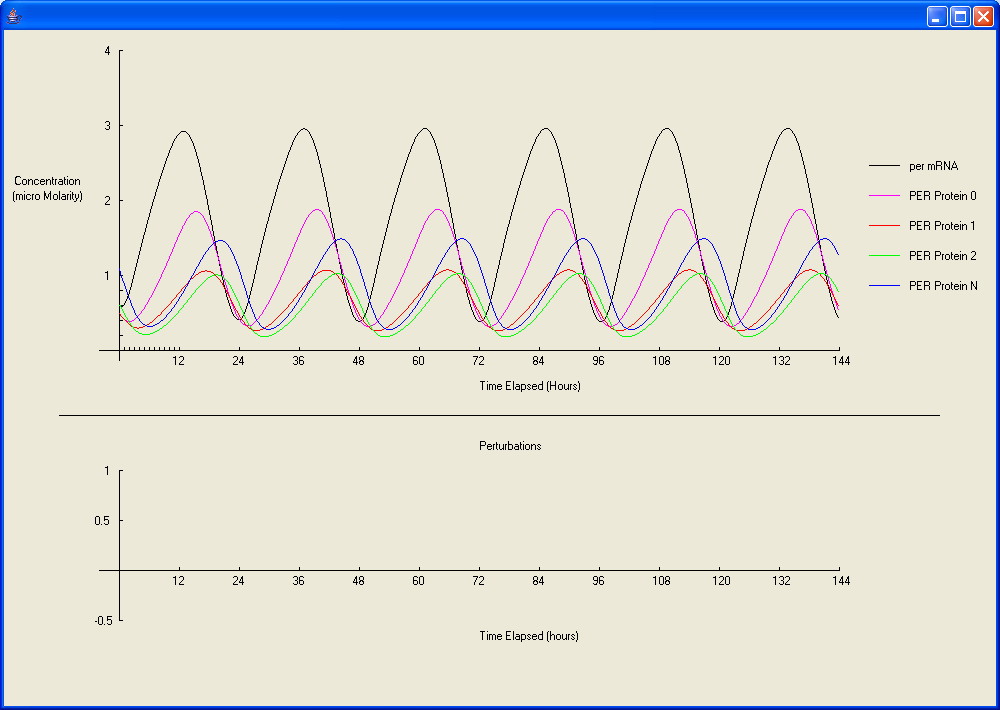 4
3
Concentration
(micro Molarity)
2
1
per mRNA
PER Protein 0
PER Protein 1
PER Protein 2
PER Protein N
12 24 36 48 60 72 84 96 108 120 132 144
Time Elapsed (Hours)
Perturbations
1
0.5
12 24 36 48 60 72 84 96 108 120 132 144
-0.5
Time Elapsed (hours)